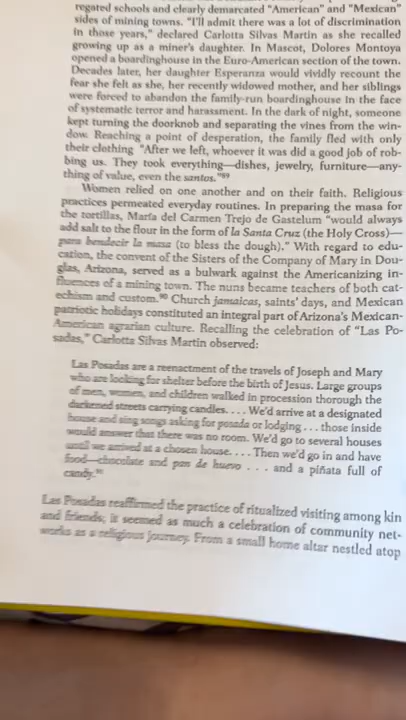 regated schools and clearly demarcated "American" and "Mexican"
sides of mining towns. "I'll admit there was a lot of discrimination
in those years," declared Carlotta Silvas Martin as she recalled
growing up as a miner's daughter. In Mascot, Dolores Montoya
opened a boardinghouse in the Euro-American section of the town.
Decades later, her daughter Esperanza would vividly recount the
fear she felt as she, her recently widowed mother, and her siblings
were forced to abandon the family-run boardinghouse in the face
of systematic terror and harassment. In the dark of night, someone
kept turning the doorknob and separating the vines from the win-
dow. Reaching a point of desperation, the family fled with only
their clothing "After we left, whoever it was did a good job of rob-
bing us. They took everything—dishes, jewelry, furniture—any-
thing of value, even the santos."⁸⁹
Women relied on one another and on their faith. Religious
practices permeated everyday routines. In preparing the masa for
the tortillas, María del Carmen Trejo de Gastelum "would always
add salt to the flour in the form of la Santa Cruz (the Holy Cross)—
para bendecir la masa (to bless the dough)." With regard to edu-
cation, the convent of the Sisters of the Company of Mary in Dou-
glas, Arizona, served as a bulwark against the Americanizing in-
fluences of a mining town. The nuns became teachers of both cat-
echism and custom.⁹⁰ Church jamaicas, saints' days, and Mexican
patriotic holidays constituted an integral part of Arizona's Mexican-
American agrarian culture. Recalling the celebration of "Las Po-
sadas," Carlotta Silvas Martin observed:
Las Posadas are a reenactment of the travels of Joseph and Mary
who are looking for shelter before the birth of Jesus. Large groups
of men, women, and children walked in procession thorough the
darkened streets carrying candles. . . . We'd arrive at a designated
house and sing songs asking for posada or lodging . . . those inside
would answer that there was no room. We'd go to several houses
until we arrived at a chosen house. . . . Then we'd go in and have
food—chocolate and pan de huevo . . . and a piñata full of
candy.⁹¹
Las Posadas reaffirmed the practice of ritualized visiting among kin
and friends; it seemed as much a celebration of community net-
works as a religious journey. From a small home altar nestled atop